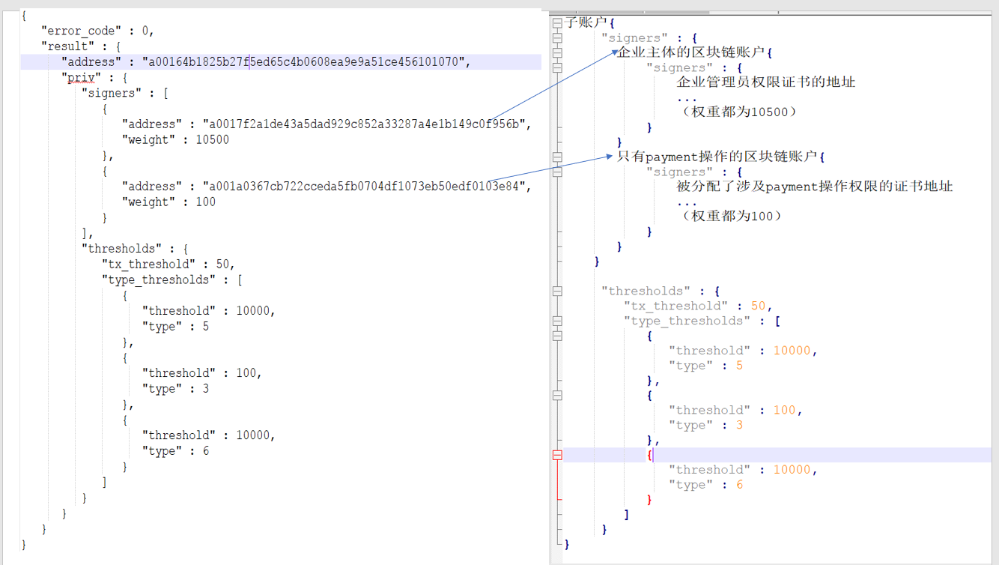 {
"error_code" : 0,
"result" : {
"address" : "a00164b1825b27f5ed65c4b0608ea9e9a51ce456101070",
"priv" : {
"signers" : [
{
"address" : "a0017f2a1de43a5dad929c852a33287a4e1b149c0f956b",
"weight" : 10500
},
{
"address" : "a001a0367cb722cceda5fb0704df1073eb50edf0103e84",
"weight" : 100
}
],
"thresholds" : {
"tx_threshold" : 50,
"type_thresholds" : [
{
"threshold" : 10000,
"type" : 5
},
{
"threshold" : 100,
"type" : 3
},
{
"threshold" : 10000,
"type" : 6
}
]
}
}
}
}
子账户{
"signers" : {
企业主体的区块链账户{
"signers" : {
企业管理员权限证书的地址
...
（权重都为10500）
}
}
只有payment操作的区块链账户{
"signers" : {
被分配了涉及payment操作权限的证书地址
...
（权重都为100）
}
}
}
"thresholds" : {
"tx_threshold" : 50,
"type_thresholds" : [
{
"threshold" : 10000,
"type" : 5
},
{
"threshold" : 100,
"type" : 3
},
{
"threshold" : 10000,
"type" : 6
}
]
}
}